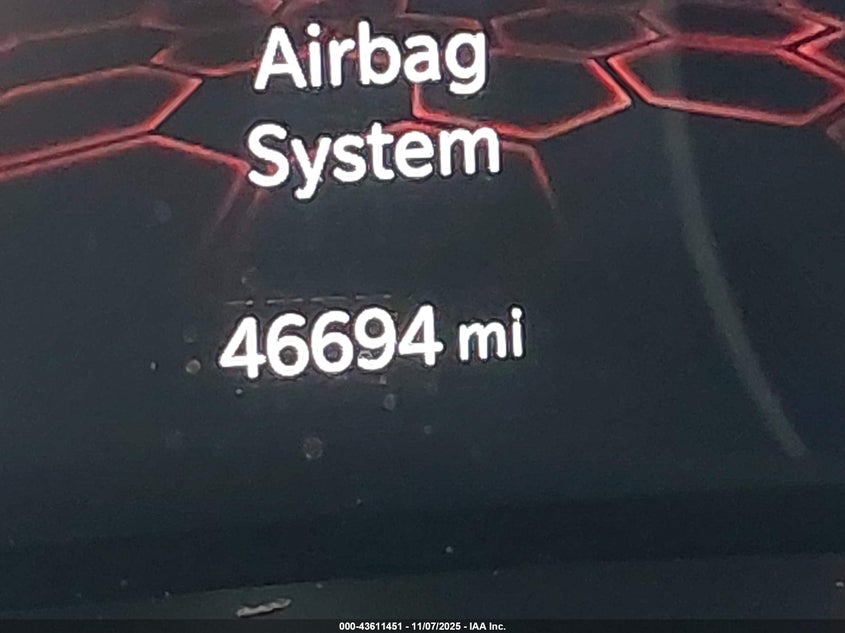 Airbag
System
46694 mi
000-43611451 - 11/07/2025 - IAA Inc.